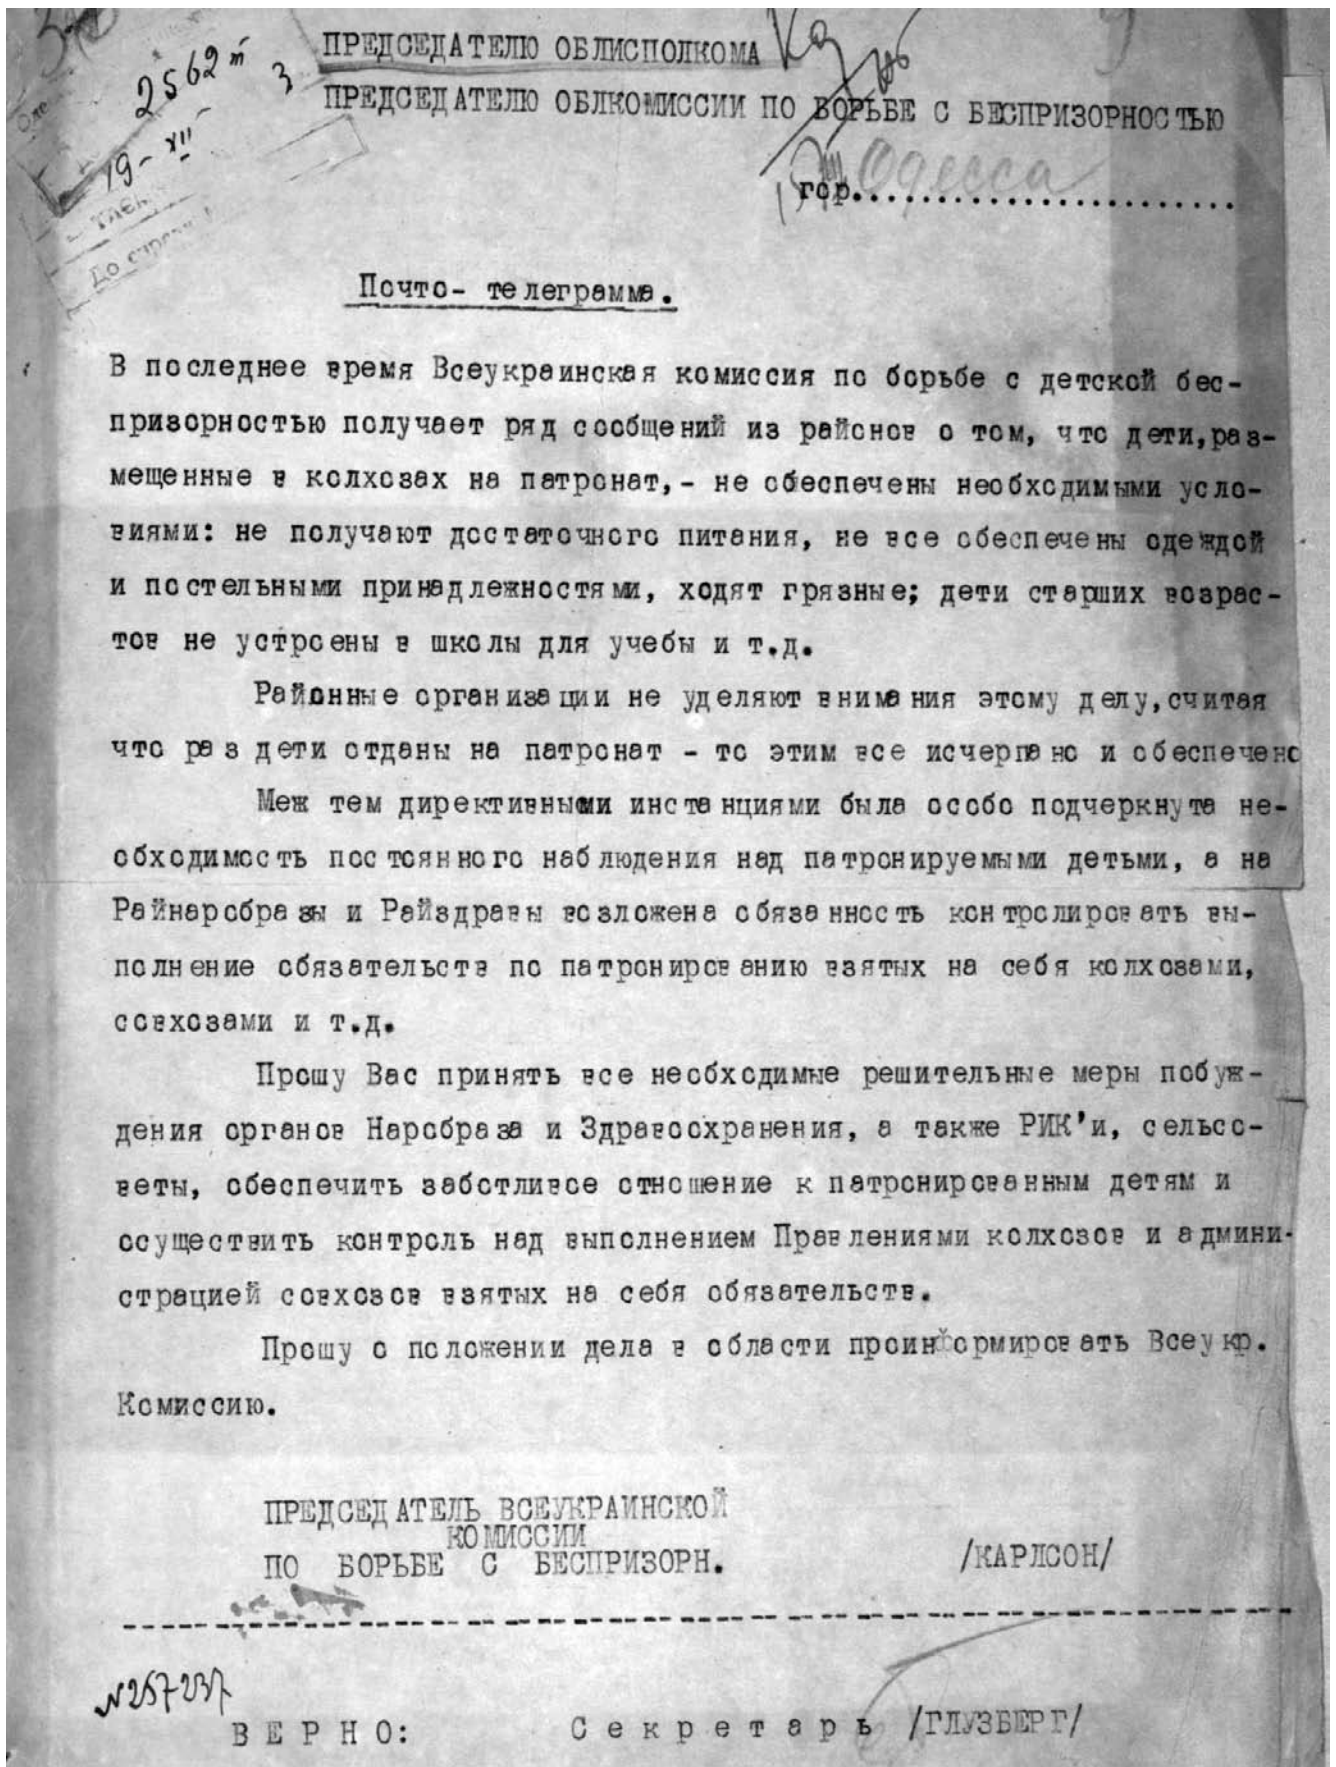 ПРЕДСЕДАТЕЛЮ ОБЛИСПОЛКОМА
ПРЕДСЕДАТЕЛЮ ОБЛКОМИССИИ ПО БОРЬБЕ С БЕСПРИЗОРНОСТЬЮ
2562
3
19-XII
До справи
гор. Одесса
Почто- телеграмма.
В последнее время Всеукраинская комиссия по борьбе с детской бес-
призорностью получает ряд сообщений из районов о том, что дети,раз-
мещенные в колхозах на патронат,- не обеспечены необходимыми усло-
виями: не получают достаточного питания, не все обеспечены одеждой
и постельными принадлежностями, ходят грязные; дети старших возрас-
тов не устроены в школы для учебы и т.д.
Районные организации не уделяют внимания этому делу,считая
что раз дети отданы на патронат - то этим все исчерпано и обеспечено
Меж тем директивными инстанциями была особо подчеркнута не-
обходимость постоянного наблюдения над патронируемыми детьми, а на
Райнаробразы и Райздравы возложена обязанность контролировать вы-
полнение обязательств по патронированию взятых на себя колхозами,
совхозами и т.д.
Прошу Вас принять все необходимые решительные меры побуж-
дения органов Наробраза и Здравоохранения, а также РИК'и, сельсо-
веты, обеспечить заботливое отношение к патронированным детям и
осуществить контроль над выполнением Правлениями колхозов и админи-
страцией совхозов взятых на себя обязательств.
Прошу о положении дела в области проинформировать Всеукр.
Комиссию.
ПРЕДСЕДАТЕЛЬ ВСЕУКРАИНСКОЙ
КОМИССИИ
ПО БОРЬБЕ С БЕСПРИЗОРН. /КАРЛСОН/
№257237
ВЕРНО: Секретарь /ГЛУЗБЕРГ/